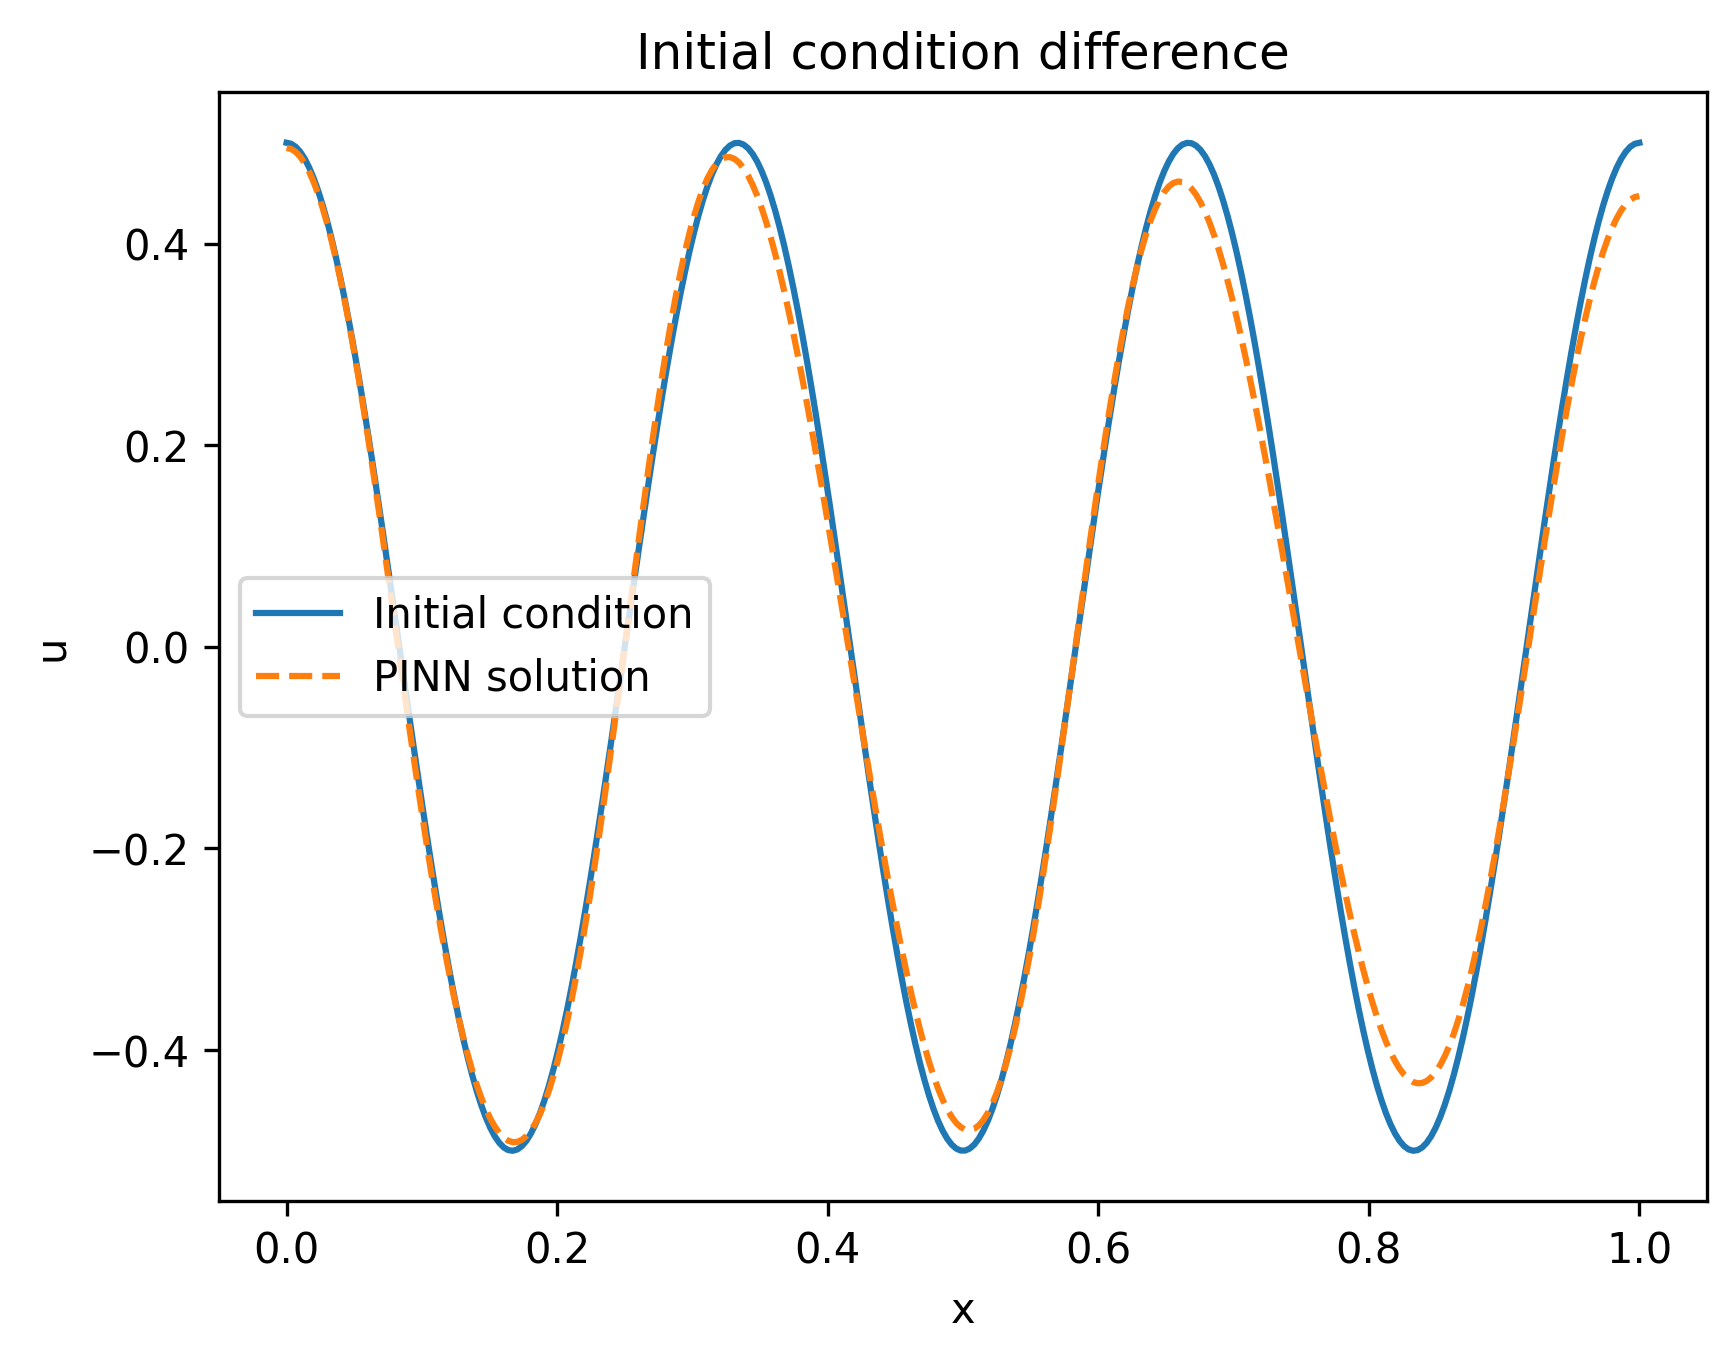 Initial condition difference
0.4
0.2
0.0
−0.2
−0.4
u
Initial condition
PINN solution
0.0 0.2 0.4 0.6 0.8 1.0
x